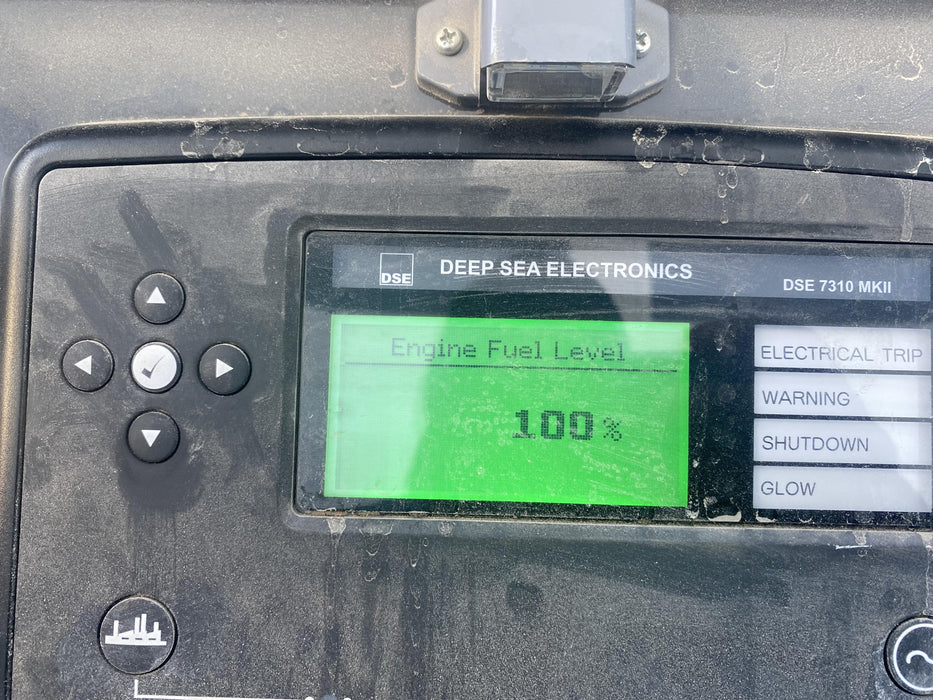 DSE
DEEP SEA ELECTRONICS
DSE 7310 MKII
Engine Fuel Level
100 %
ELECTRICAL TRIP
WARNING
SHUTDOWN
GLOW